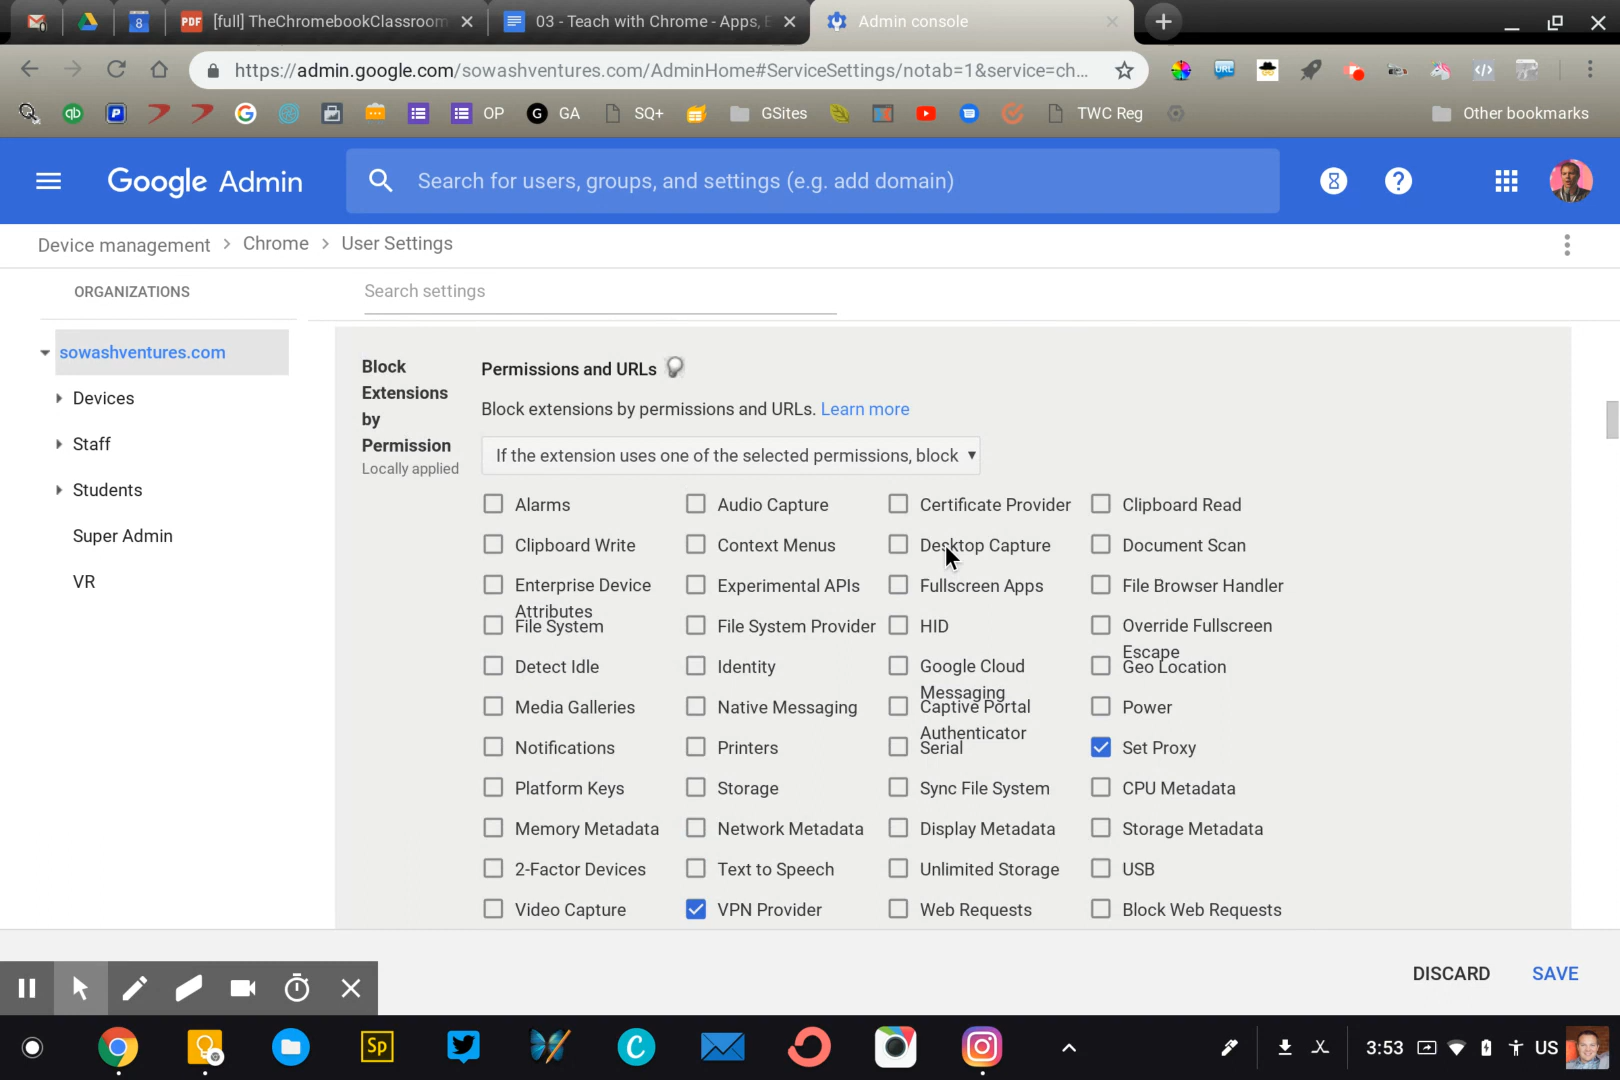 [full] TheChromebookClassroom
03 - Teach with Chrome - Apps, E
Admin console
https://admin.google.com/sowashventures.com/AdminHome#ServiceSettings/notab=1&service=ch...
OP
GA
SQ+
GSites
TWC Reg
Other bookmarks
Google Admin
Search for users, groups, and settings (e.g. add domain)
Device management > Chrome > User Settings
ORGANIZATIONS
Search settings
sowashventures.com
Devices
Staff
Students
Super Admin
VR
Block
Extensions
by
Permission
Locally applied
Permissions and URLs
Block extensions by permissions and URLs. Learn more
If the extension uses one of the selected permissions, block
Alarms
Audio Capture
Certificate Provider
Clipboard Read
Clipboard Write
Context Menus
Desktop Capture
Document Scan
Enterprise Device
Attributes
Experimental APIs
Fullscreen Apps
File Browser Handler
File System
File System Provider
HID
Override Fullscreen
Escape
Detect Idle
Identity
Google Cloud
Messaging
Geo Location
Media Galleries
Native Messaging
Captive Portal
Authenticator
Power
Notifications
Printers
Serial
Set Proxy
Platform Keys
Storage
Sync File System
CPU Metadata
Memory Metadata
Network Metadata
Display Metadata
Storage Metadata
2-Factor Devices
Text to Speech
Unlimited Storage
USB
Video Capture
VPN Provider
Web Requests
Block Web Requests
DISCARD
SAVE
Sp
3:53
US